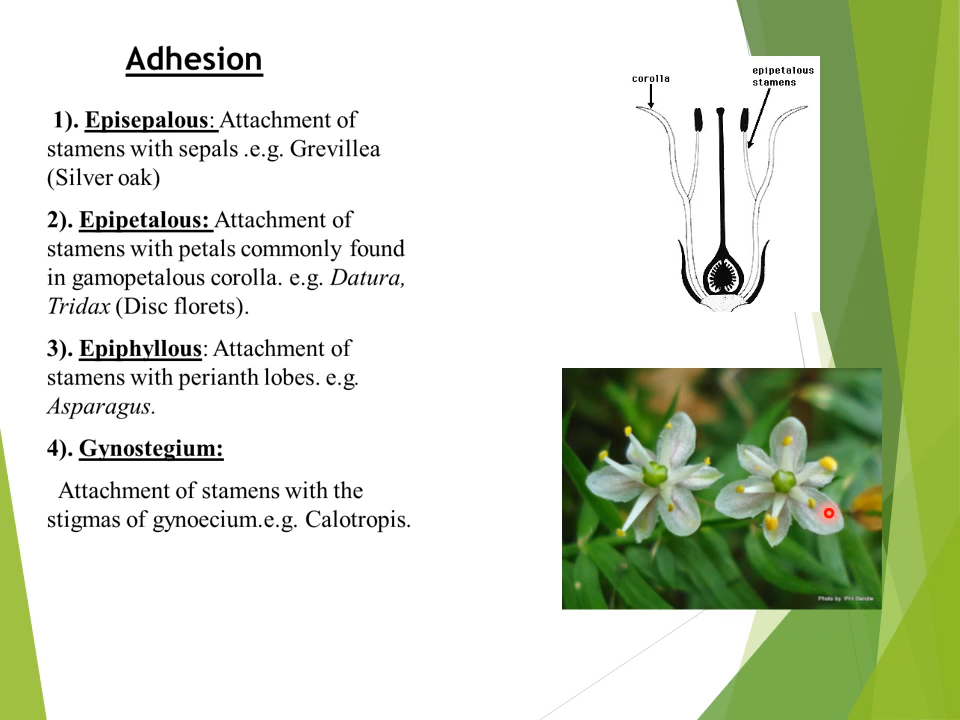 Adhesion
1). Episepalous: Attachment of
stamens with sepals .e.g. Grevillea
(Silver oak)
2). Epipetalous: Attachment of
stamens with petals commonly found
in gamopetalous corolla. e.g. Datura,
Tridax (Disc florets).
3). Epiphyllous: Attachment of
stamens with perianth lobes. e.g.
Asparagus.
4). Gynostegium:
Attachment of stamens with the
stigmas of gynoecium.e.g. Calotropis.
corolla
epipetalous
stamens
Photo by